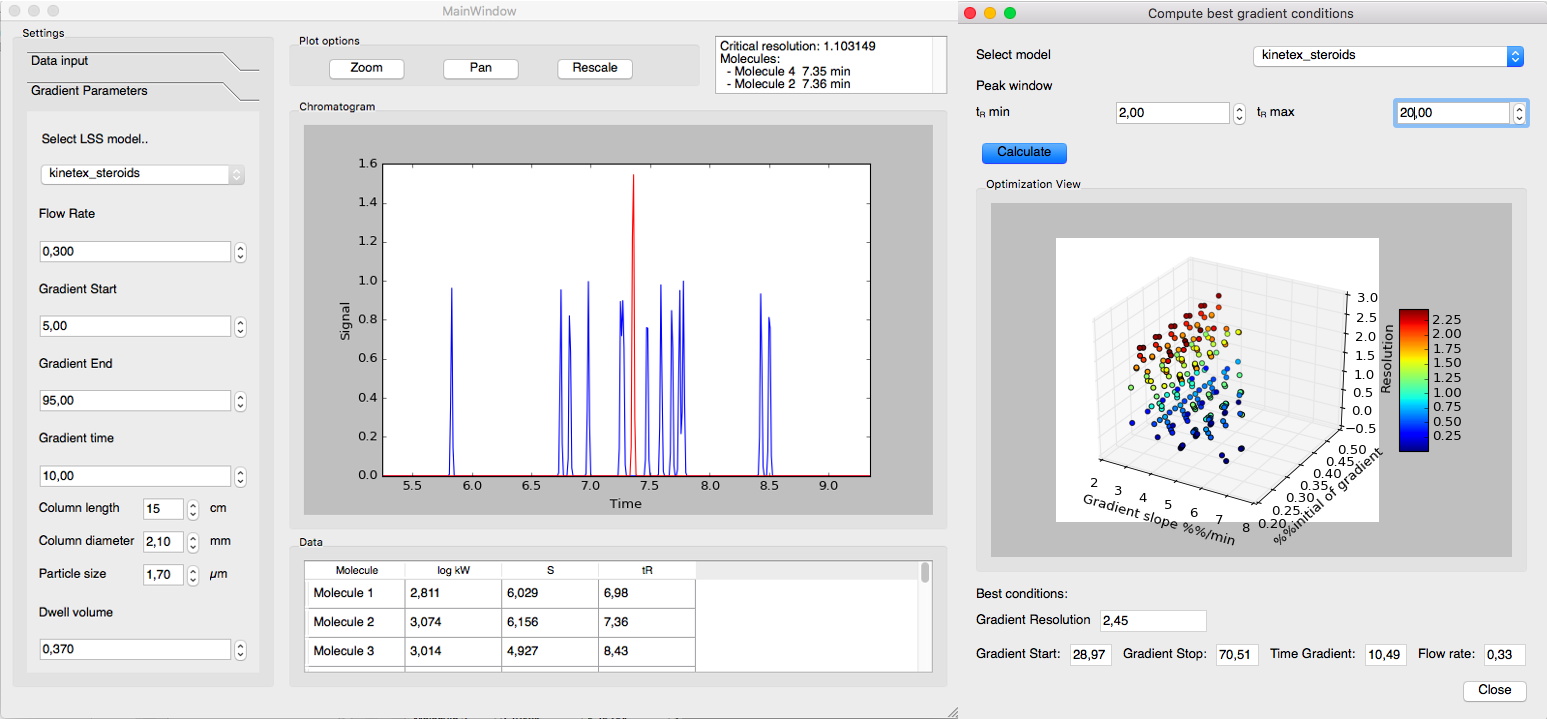 MainWindow
Settings
Data input
Gradient Parameters
Select LSS model..
kinetex_steroids
Flow Rate
0,300
Gradient Start
5,00
Gradient End
95,00
Gradient time
10,00
Column length 15 cm
Column diameter 2,10 mm
Particle size 1,70 µm
Dwell volume
0,370
Plot options
Zoom Pan Rescale
Critical resolution: 1.103149
Molecules:
- Molecule 4 7.35 min
- Molecule 2 7.36 min
Chromatogram
1.6
1.4
1.2
1.0
0.8
0.6
0.4
0.2
0.0
Signal
5.5 6.0 6.5 7.0 7.5 8.0 8.5 9.0
Time
Data
Molecule log kW S tR
Molecule 1 2,811 6,029 6,98
Molecule 2 3,074 6,156 7,36
Molecule 3 3,014 4,927 8,43
Compute best gradient conditions
Select model kinetex_steroids
Peak window
tR min 2,00 tR max 20,00
Calculate
Optimization View
3.0
2.5
2.0
1.5
1.0
0.5
0.0
−0.5
Resolution
2.25
2.00
1.75
1.50
1.25
1.00
0.75
0.50
0.25
0.50
0.45
0.40
0.35
0.30
0.25
0.20
%%initial of gradient
2 3 4 5 6 7 8
Gradient slope %%/min
Best conditions:
Gradient Resolution 2,45
Gradient Start: 28,97 Gradient Stop: 70,51 Time Gradient: 10,49 Flow rate: 0,33
Close